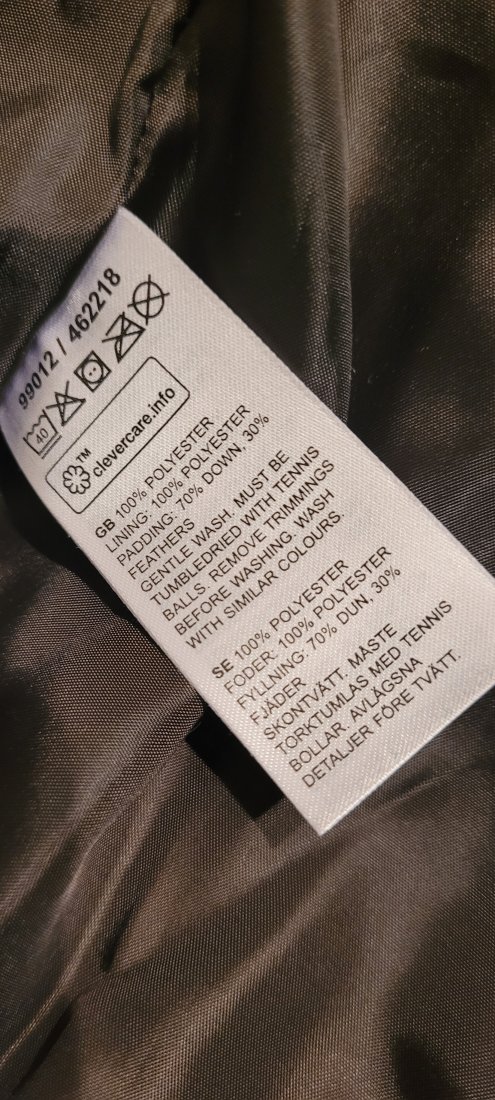 99012 / 462218
40
TM
clevercare.info
GB 100% POLYESTER
LINING: 100% POLYESTER
PADDING: 70% DOWN, 30%
FEATHERS
GENTLE WASH. MUST BE
TUMBLEDRIED WITH TENNIS
BALLS. REMOVE TRIMMINGS
BEFORE WASHING. WASH
WITH SIMILAR COLOURS.
SE 100% POLYESTER
FODER: 100% POLYESTER
FYLLNING: 70% DUN, 30%
FJÄDER
SKONTVÄTT. MÅSTE
TORKTUMLAS MED TENNIS
BOLLAR. AVLÄGSNA
DETALJER FÖRE TVÄTT.